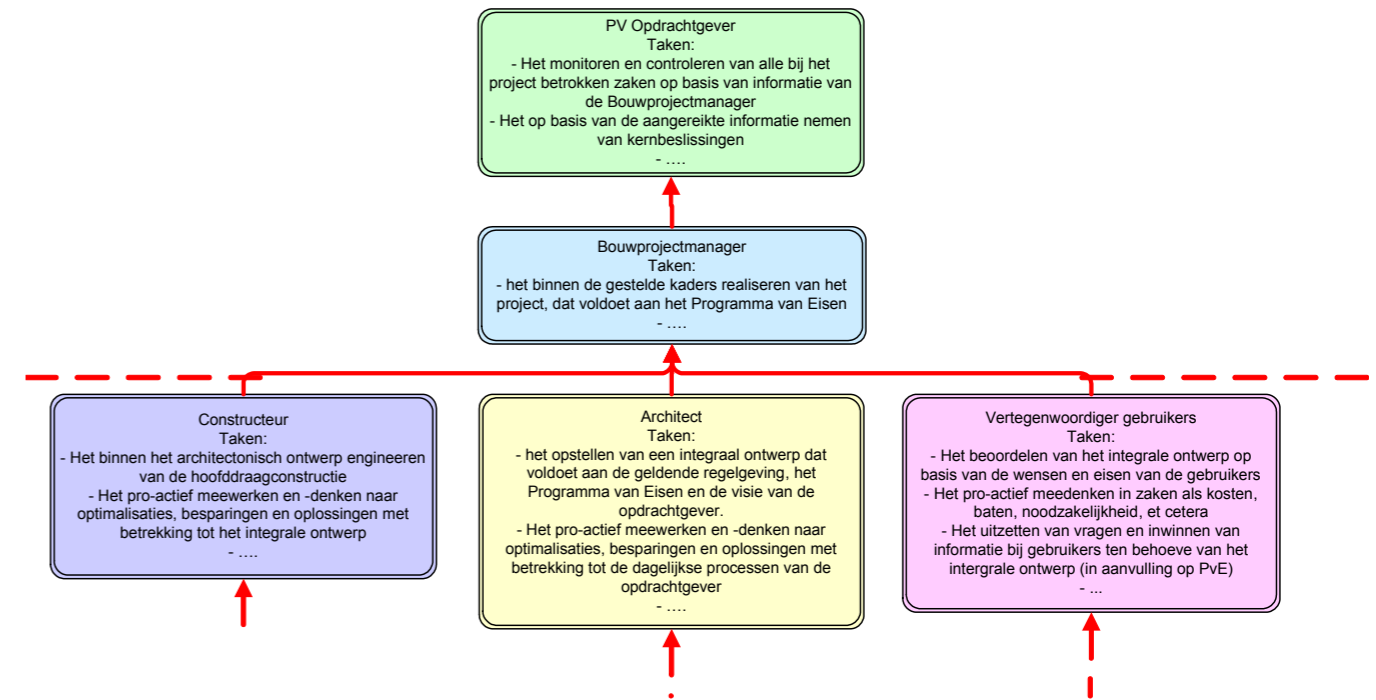 PV Opdrachtgever
Taken:
- Het monitoren en controleren van alle bij het
project betrokken zaken op basis van informatie van
de Bouwprojectmanager
- Het op basis van de aangereikte informatie nemen
van kernbeslissingen
- ....
Bouwprojectmanager
Taken:
- het binnen de gestelde kaders realiseren van het
project, dat voldoet aan het Programma van Eisen
- ....
Constructeur
Taken:
- Het binnen het architectonisch ontwerp engineeren
van de hoofddraagconstructie
- Het pro-actief meewerken en -denken naar
optimalisaties, besparingen en oplossingen met
betrekking tot het integrale ontwerp
- ....
Architect
Taken:
- het opstellen van een integraal ontwerp dat
voldoet aan de geldende regelgeving, het
Programma van Eisen en de visie van de
opdrachtgever.
- Het pro-actief meewerken en -denken naar
optimalisaties, besparingen en oplossingen met
betrekking tot de dagelijkse processen van de
opdrachtgever
- ....
Vertegenwoordiger gebruikers
Taken:
- Het beoordelen van het integrale ontwerp op
basis van de wensen en eisen van de gebruikers
- Het pro-actief meedenken in zaken als kosten,
baten, noodzakelijkheid, et cetera
- Het uitzetten van vragen en inwinnen van
informatie bij gebruikers ten behoeve van het
intergrale ontwerp (in aanvulling op PvE)
- ...